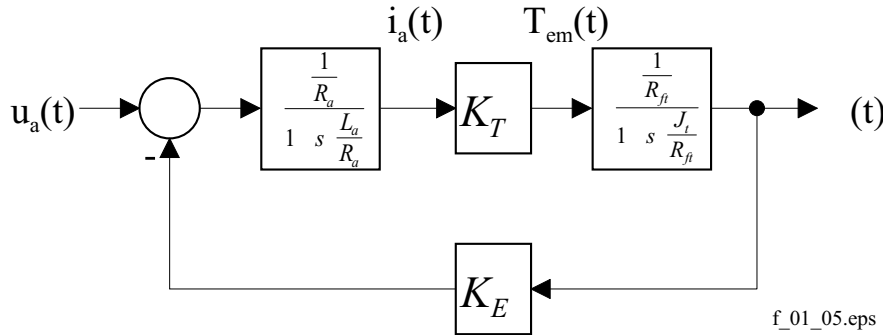 i_a(t)
T_em(t)
u_a(t)
1
R_a
1 s L_a
R_a
K_T
1
R_ft
1 s J_t
R_ft
(t)
-
K_E
f_01_05.eps